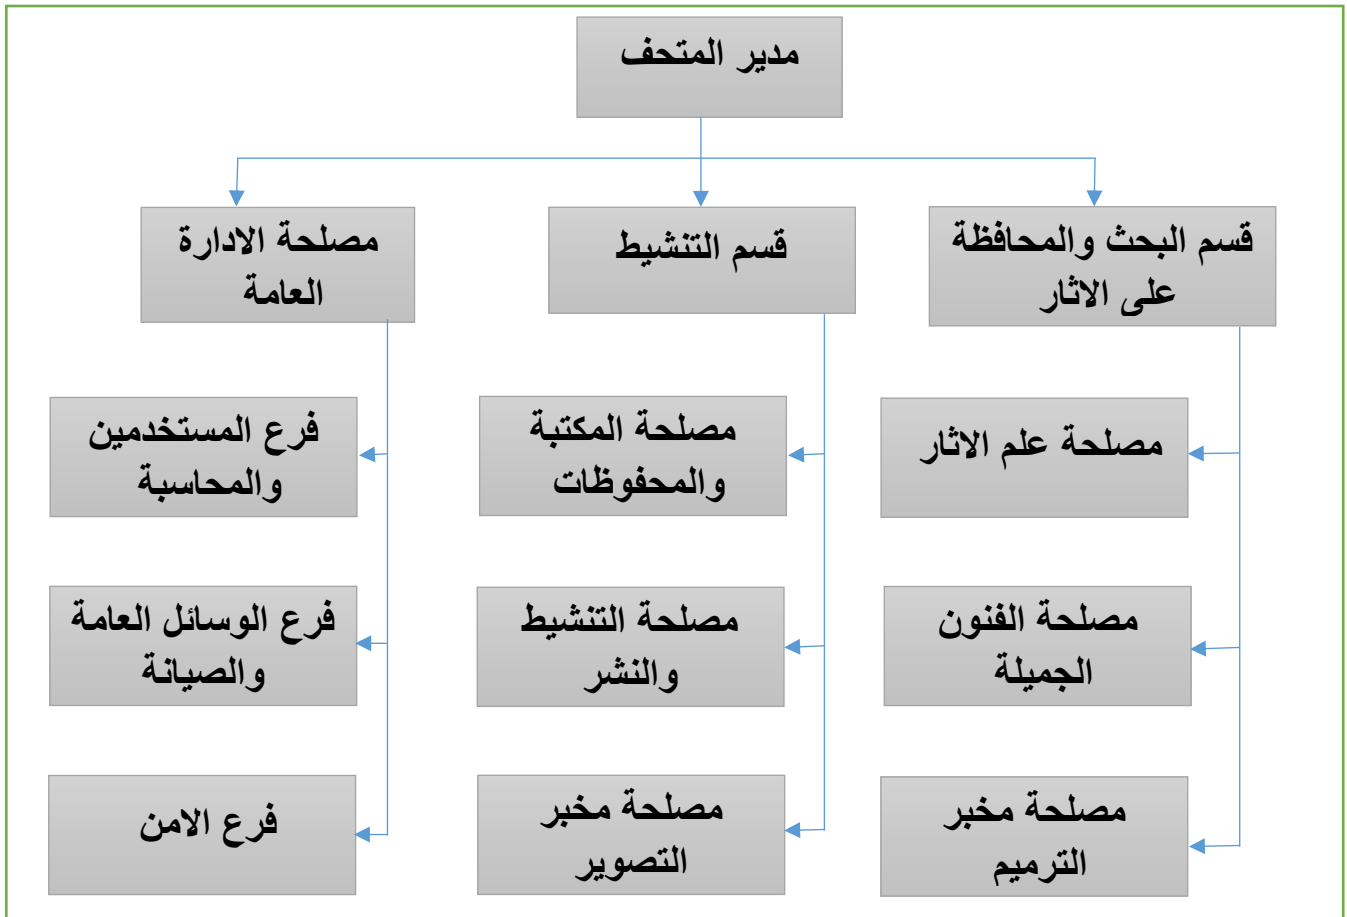 مدير المتحف
قسم البحث والمحافظة
على الاثار
قسم التنشيط
مصلحة الادارة
العامة
مصلحة علم الاثار
مصلحة المكتبة
والمحفوظات
فرع المستخدمين
والمحاسبة
مصلحة الفنون
الجميلة
مصلحة التنشيط
والنشر
فرع الوسائل العامة
والصيانة
مصلحة مخبر
الترميم
مصلحة مخبر
التصوير
فرع الامن